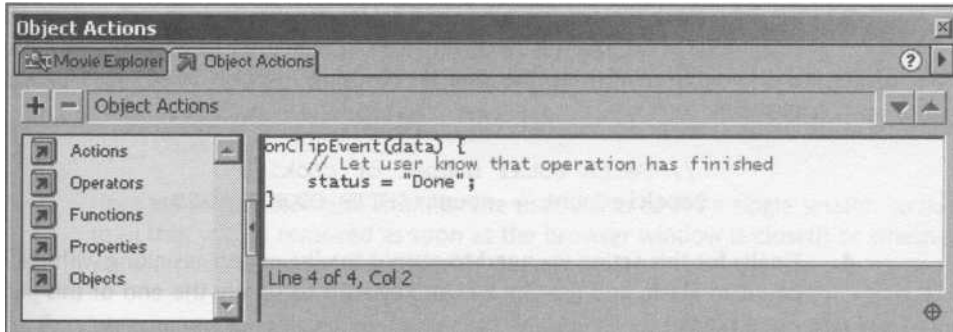 Object Actions
Movie Explorer Object Actions
Object Actions
Actions
Operators
Functions
Properties
Objects
onClipEvent(data) {
// Let user know that operation has finished
status = "Done";
}
Line 4 of 4, Col 2